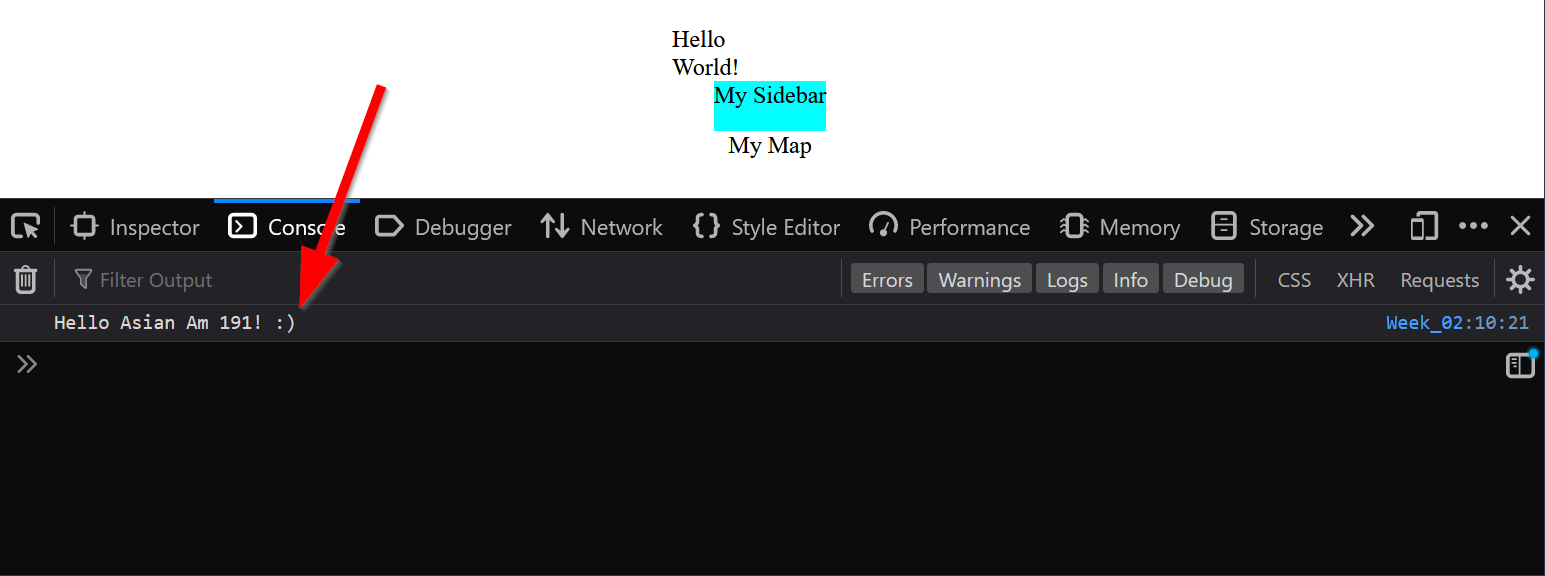 Hello
World!
My Sidebar
My Map
Inspector Console Debugger Network Style Editor Performance Memory Storage
Filter Output Errors Warnings Logs Info Debug CSS XHR Requests
Hello Asian Am 191! :) Week_02:10:21